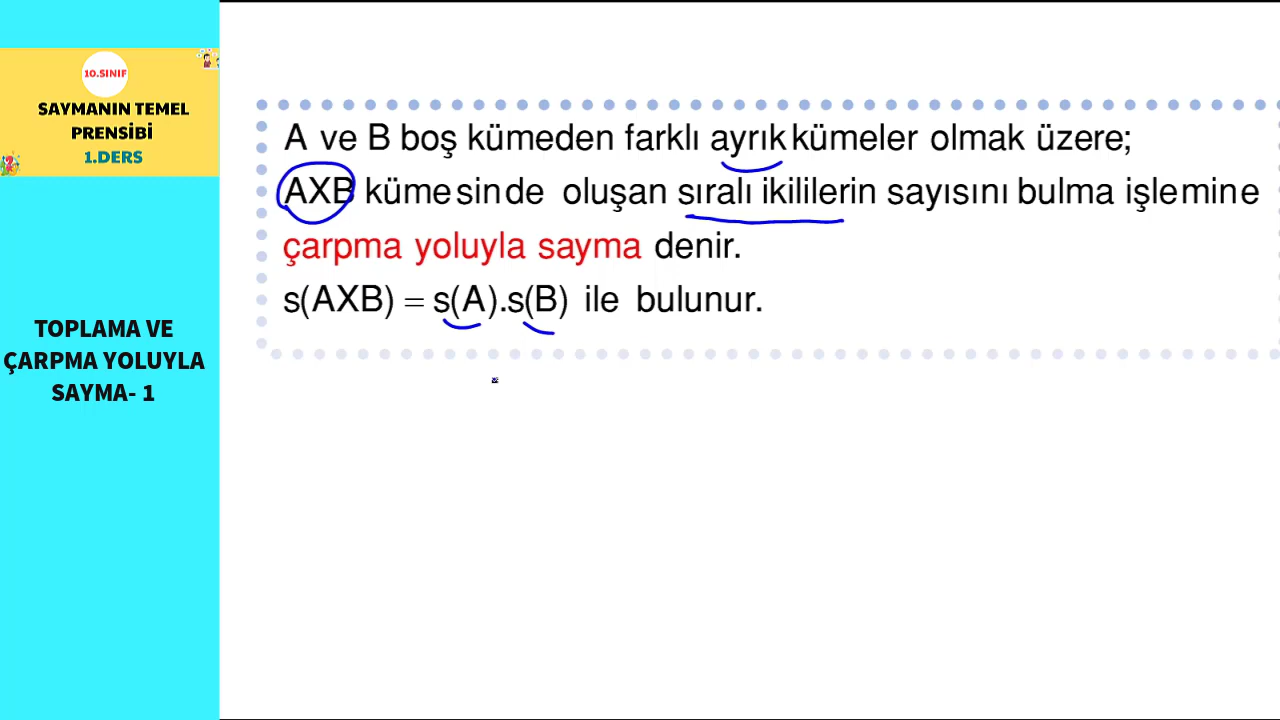 10.SINIF
SAYMANIN TEMEL
PRENSİBİ
1.DERS
TOPLAMA VE
ÇARPMA YOLUYLA
SAYMA- 1
A ve B boş kümeden farklı ayrık kümeler olmak üzere;
AXB kümesinde oluşan sıralı ikililerin sayısını bulma işlemine
çarpma yoluyla sayma denir.
s(AXB) = s(A).s(B) ile bulunur.